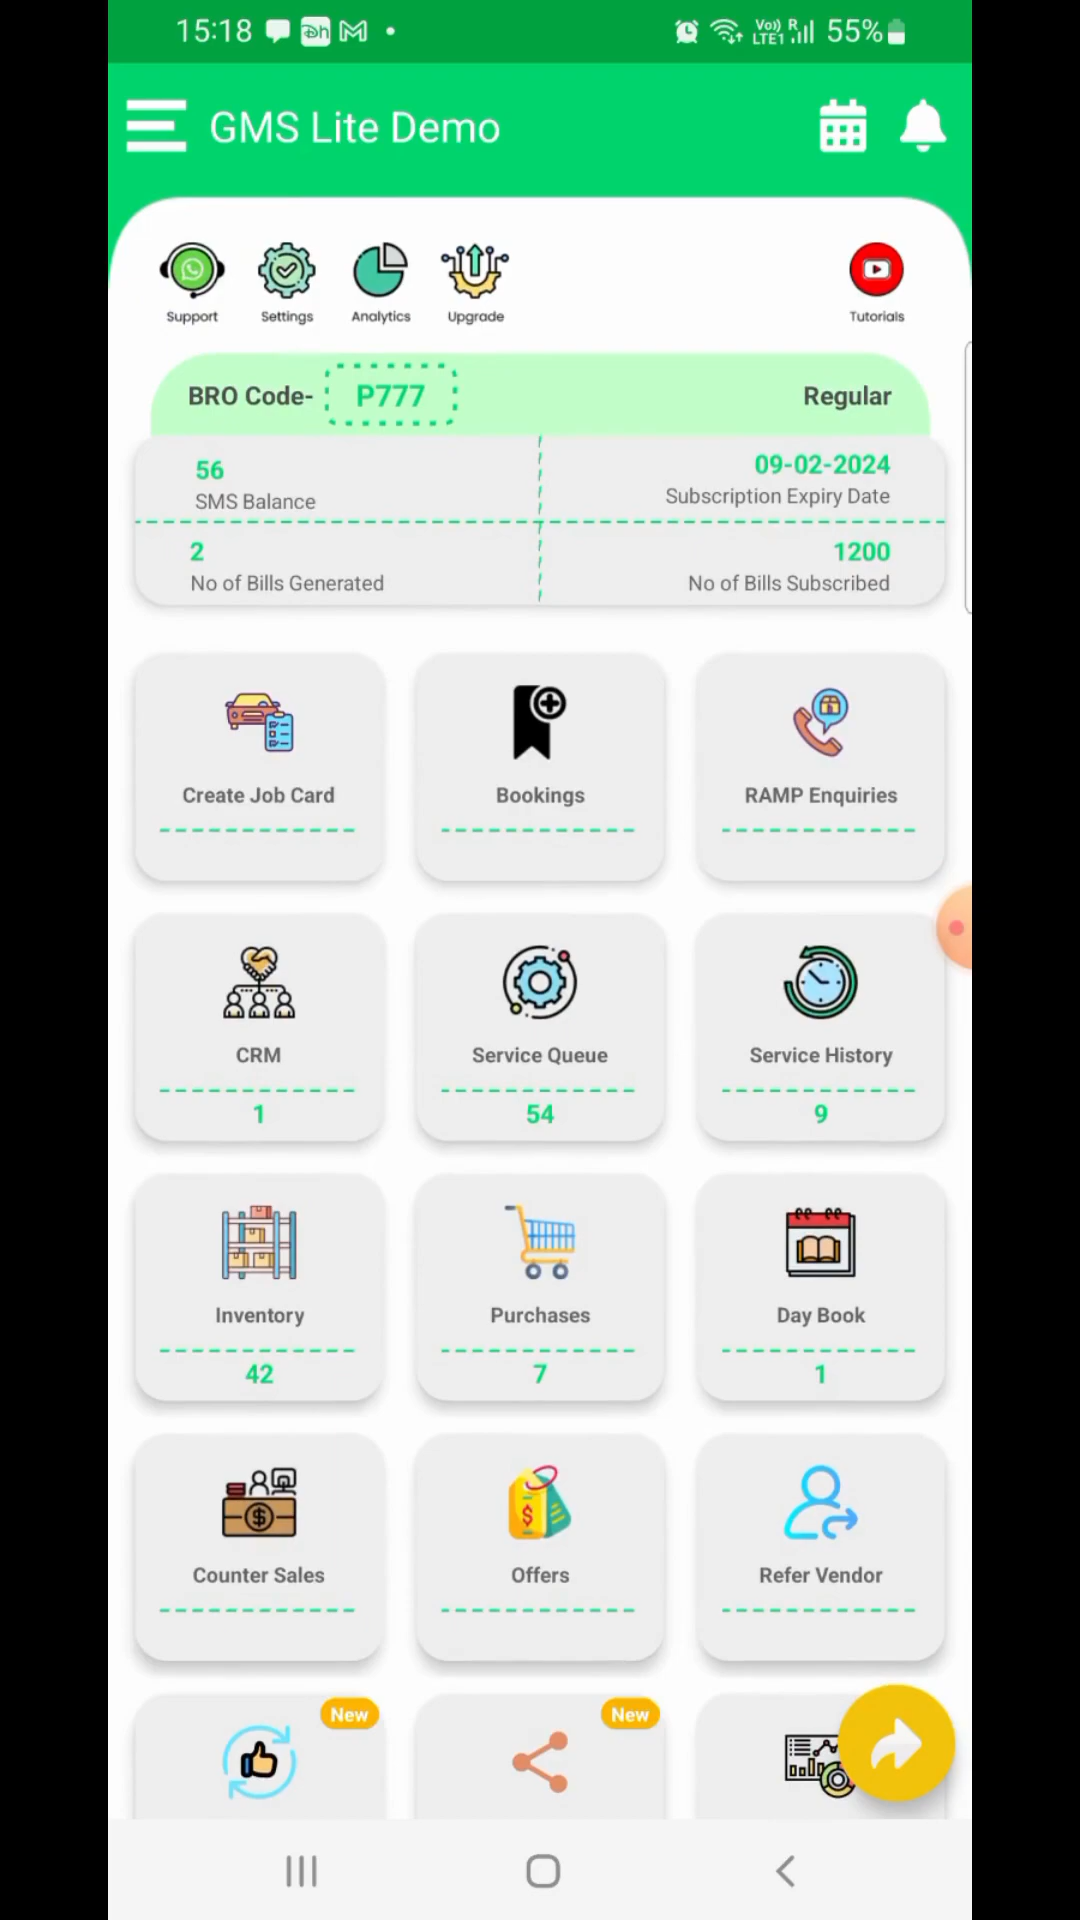 15:18
Vo)) R
LTE1
55%
GMS Lite Demo
Support Settings Analytics Upgrade Tutorials
BRO Code- P777 Regular
56 09-02-2024
SMS Balance Subscription Expiry Date
2 1200
No of Bills Generated No of Bills Subscribed
Create Job Card Bookings RAMP Enquiries
CRM Service Queue Service History
1 54 9
Inventory Purchases Day Book
42 7 1
Counter Sales Offers Refer Vendor
New New